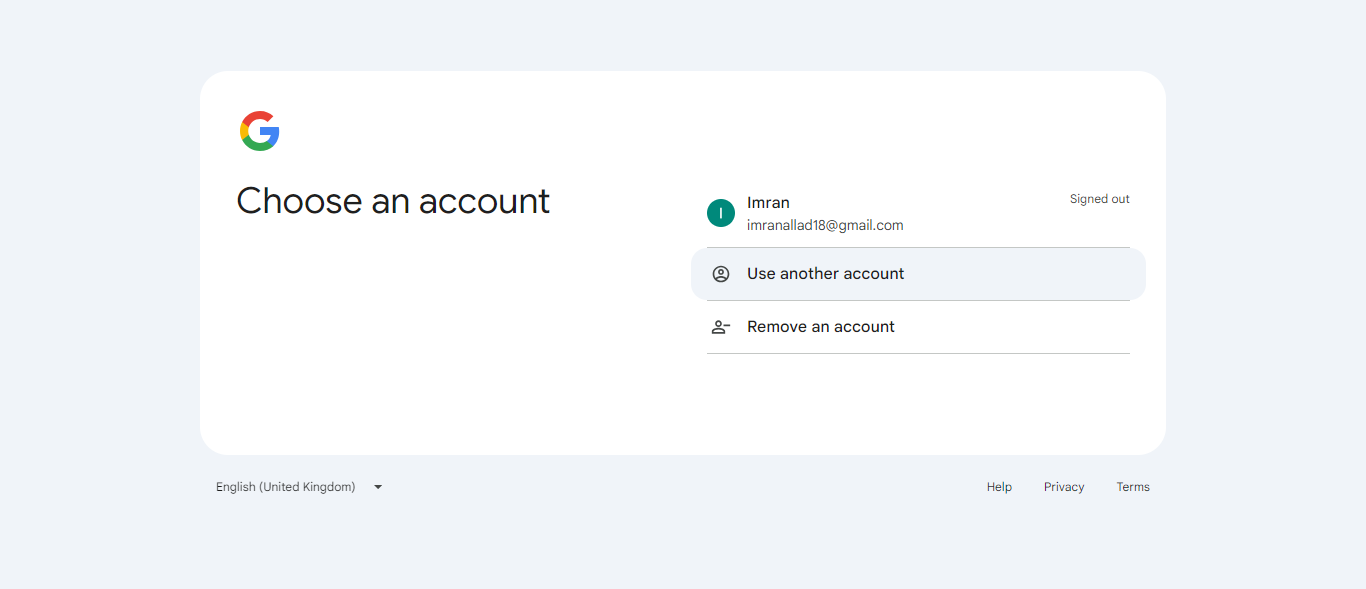 Choose an account
I
Imran
Signed out
imranallad18@gmail.com
Use another account
Remove an account
English (United Kingdom)
Help
Privacy
Terms